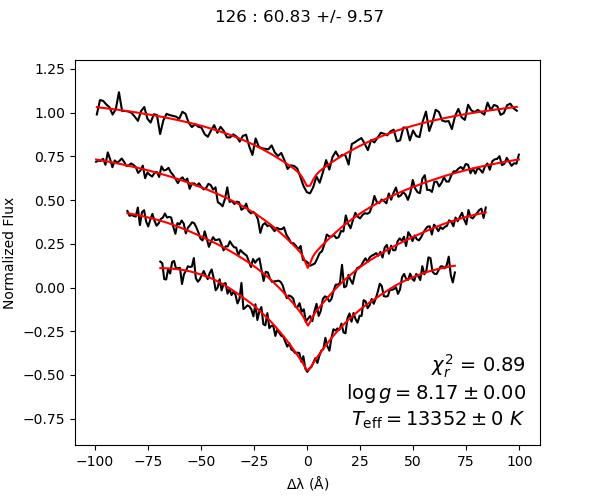 126 : 60.83 +/- 9.57
1.25
1.00
0.75
0.50
0.25
0.00
−0.25
−0.50
−0.75
Normalized Flux
χ²ᵣ = 0.89
log g = 8.17 ± 0.00
T_eff = 13352 ± 0 K
−100 −75 −50 −25 0 25 50 75 100
Δλ (Å)